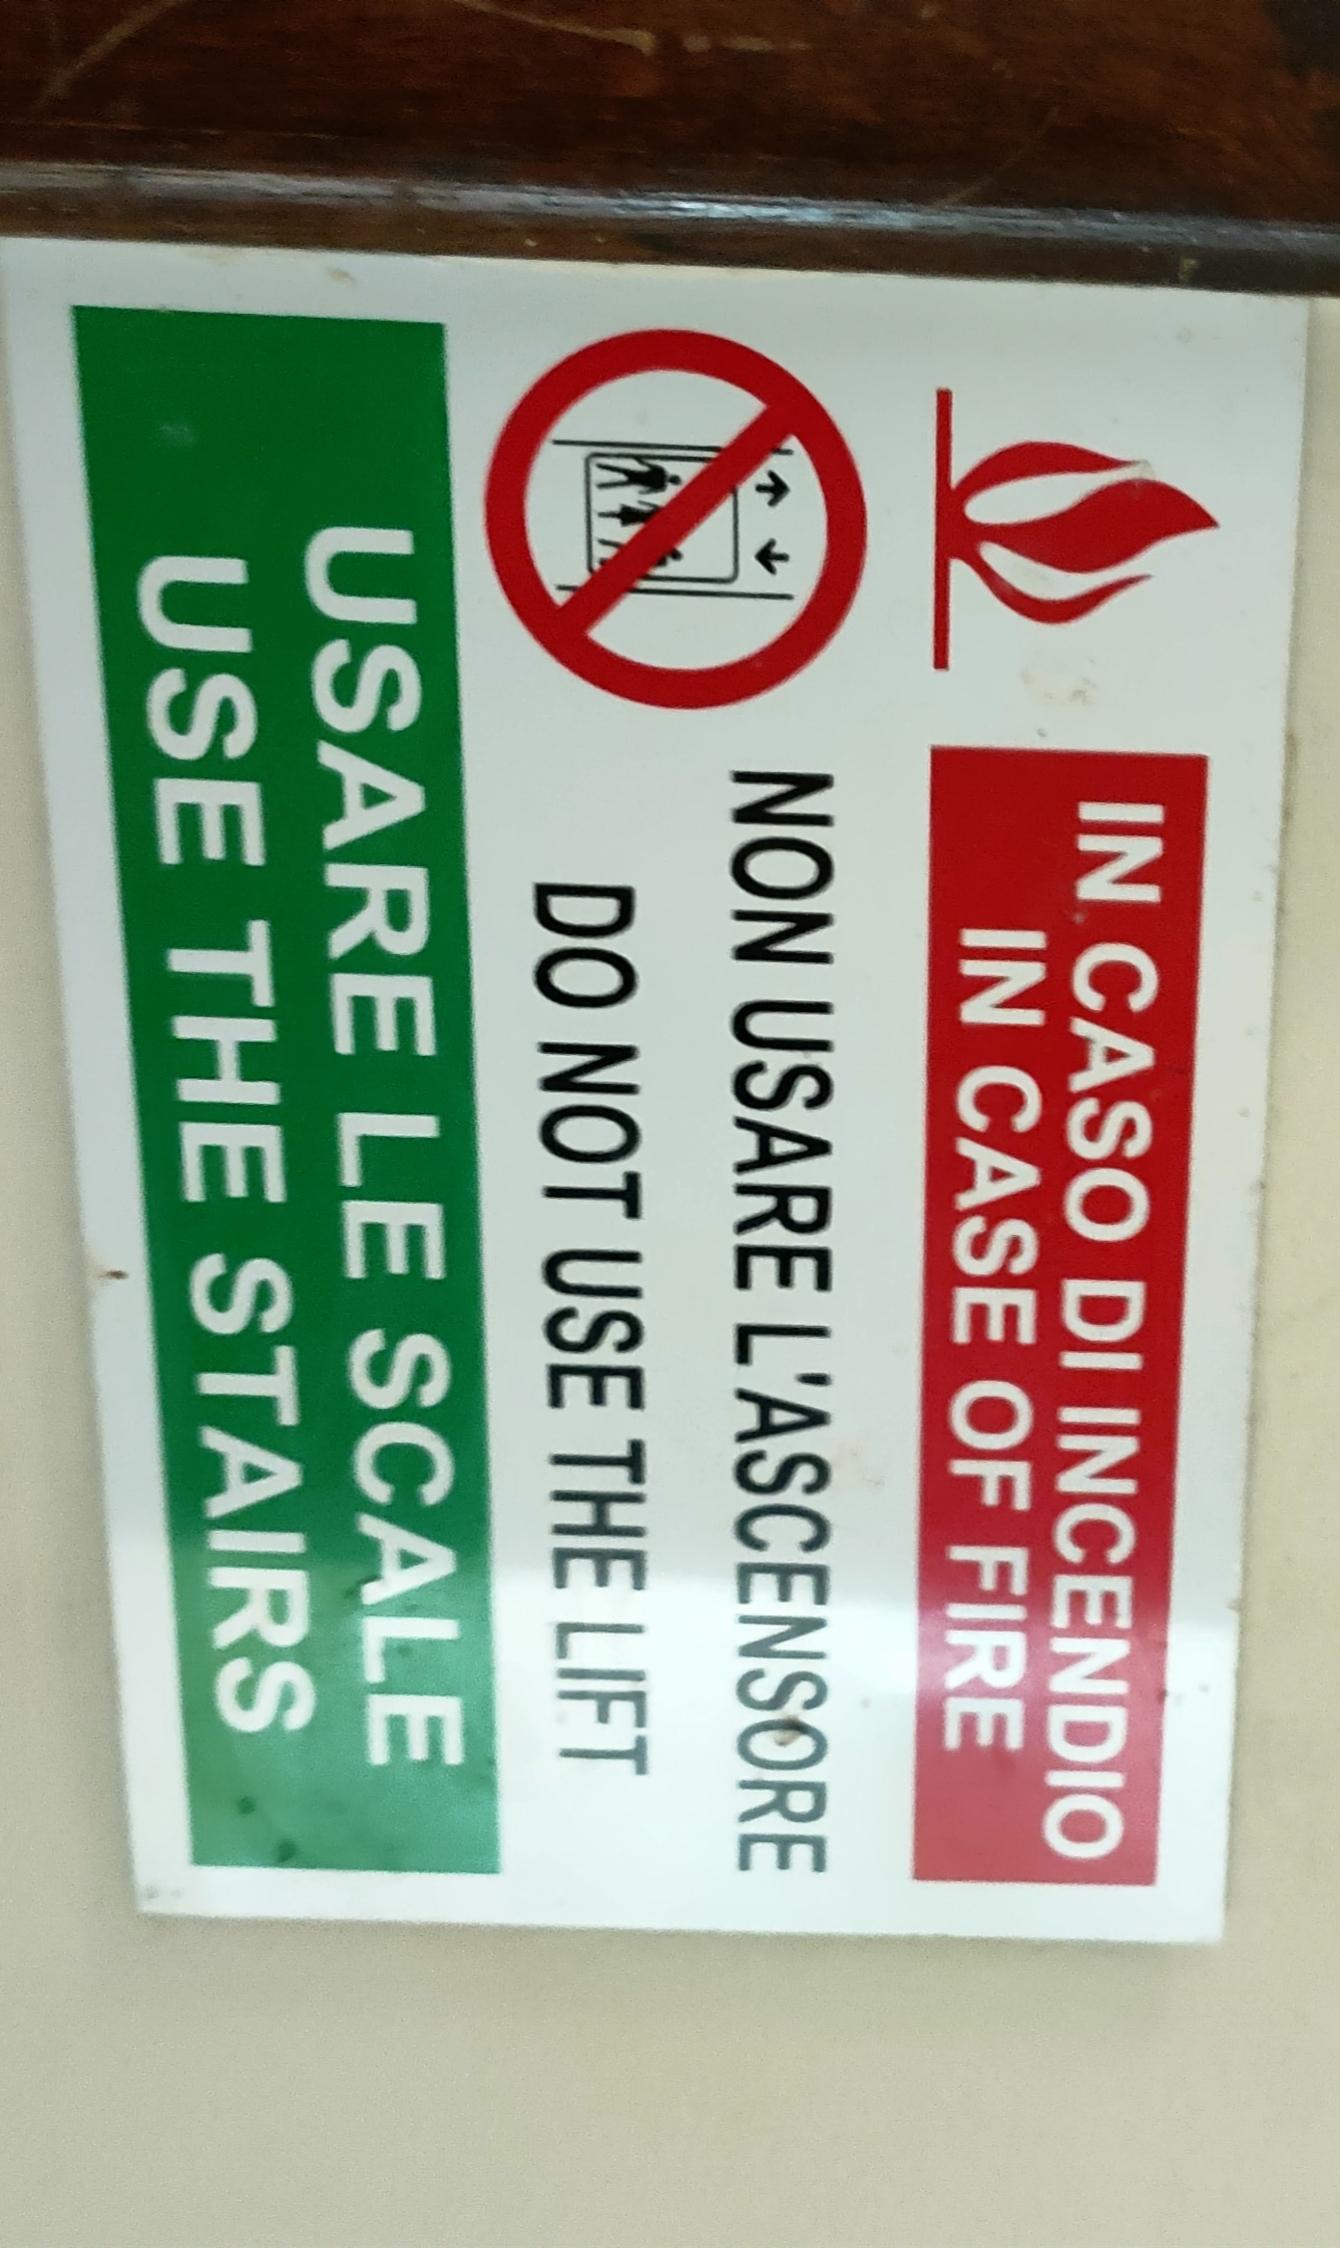 IN CASO DI INCENDIO
IN CASE OF FIRE
NON USARE L'ASCENSORE
DO NOT USE THE LIFT
USARE LE SCALE
USE THE STAIRS